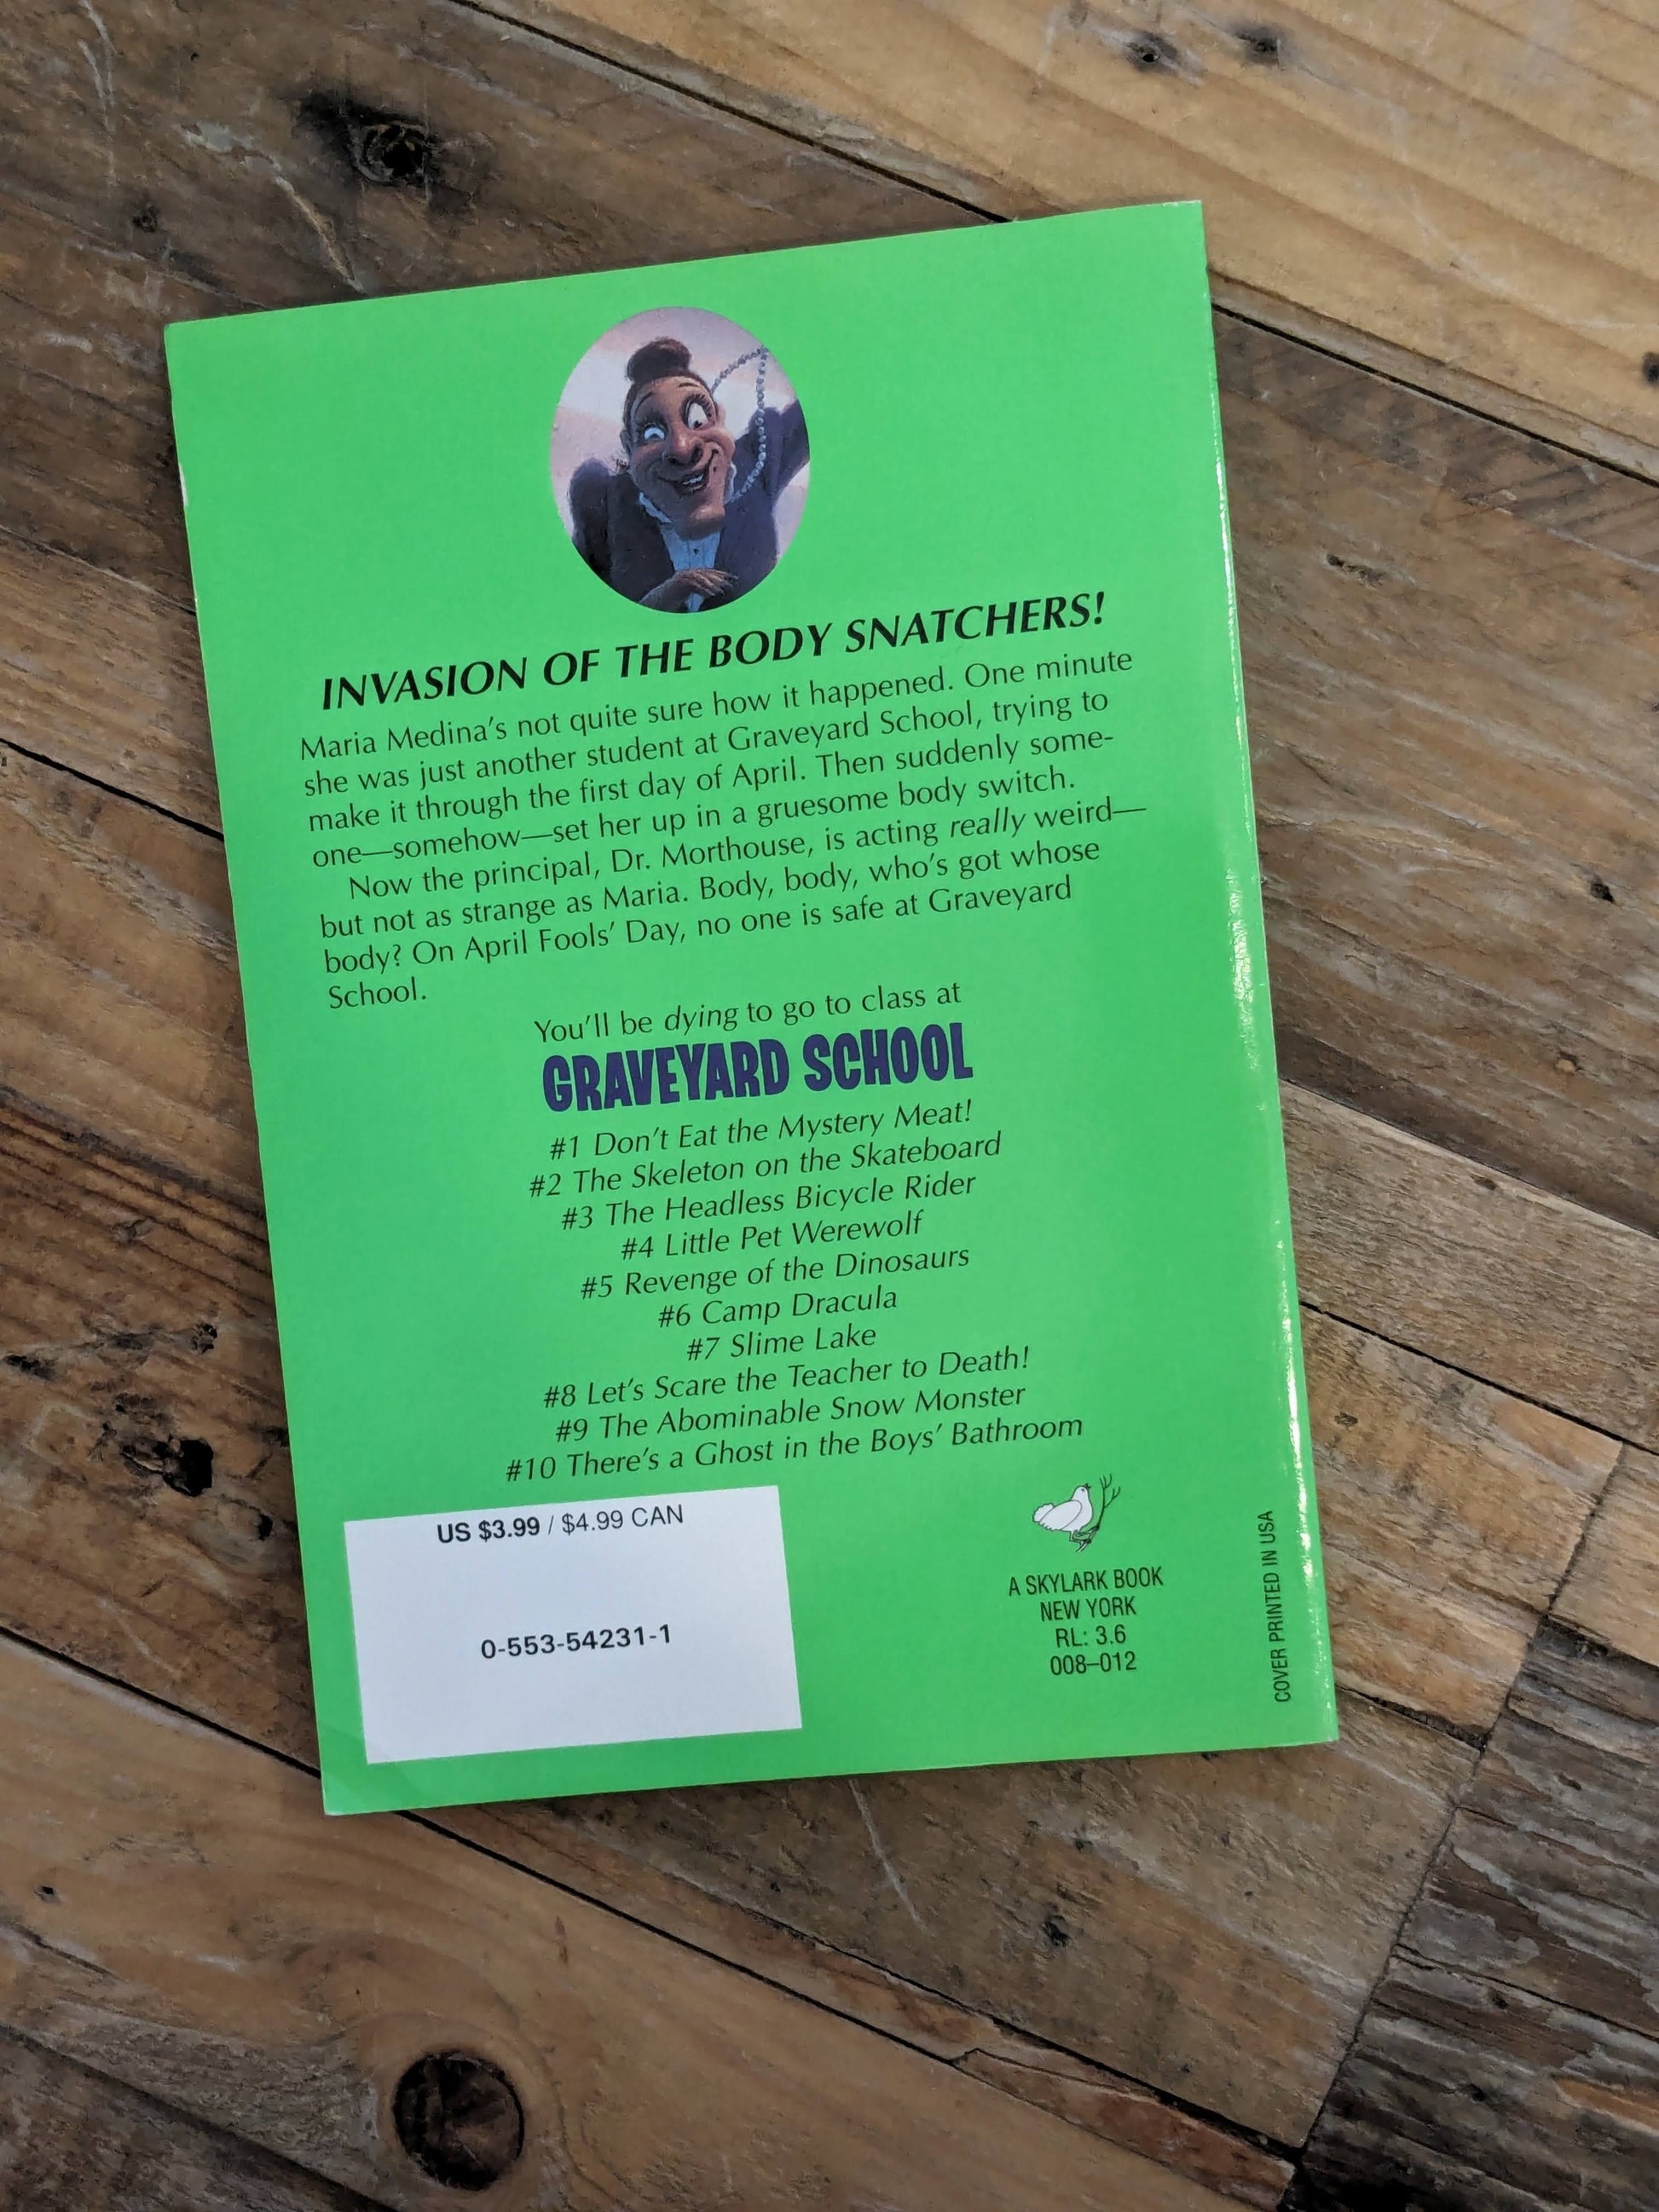 INVASION OF THE BODY SNATCHERS!
Maria Medina's not quite sure how it happened. One minute
she was just another student at Graveyard School, trying to
make it through the first day of April. Then suddenly some-
one—somehow—set her up in a gruesome body switch.
Now the principal, Dr. Morthouse, is acting really weird—
but not as strange as Maria. Body, body, who's got whose
body? On April Fools' Day, no one is safe at Graveyard
School.
You'll be dying to go to class at
GRAVEYARD SCHOOL
#1 Don't Eat the Mystery Meat!
#2 The Skeleton on the Skateboard
#3 The Headless Bicycle Rider
#4 Little Pet Werewolf
#5 Revenge of the Dinosaurs
#6 Camp Dracula
#7 Slime Lake
#8 Let's Scare the Teacher to Death!
#9 The Abominable Snow Monster
#10 There's a Ghost in the Boys' Bathroom
US $3.99 / $4.99 CAN
0-553-54231-1
A SKYLARK BOOK
NEW YORK
RL: 3.6
008–012
COVER PRINTED IN USA